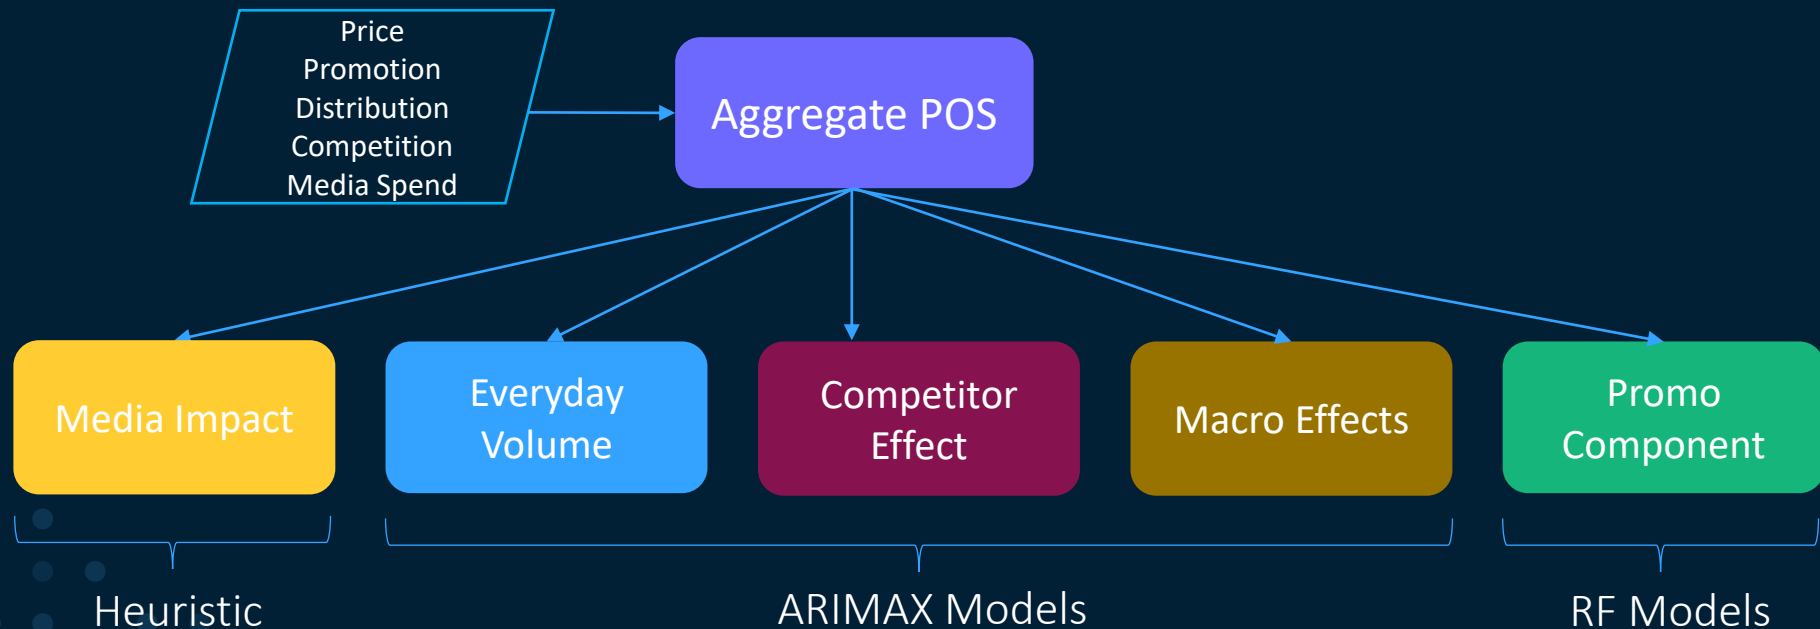 Price
Promotion
Distribution
Competition
Media Spend
Aggregate POS
Media Impact
Everyday
Volume
Competitor
Effect
Macro Effects
Promo
Component
Heuristic
ARIMAX Models
RF Models